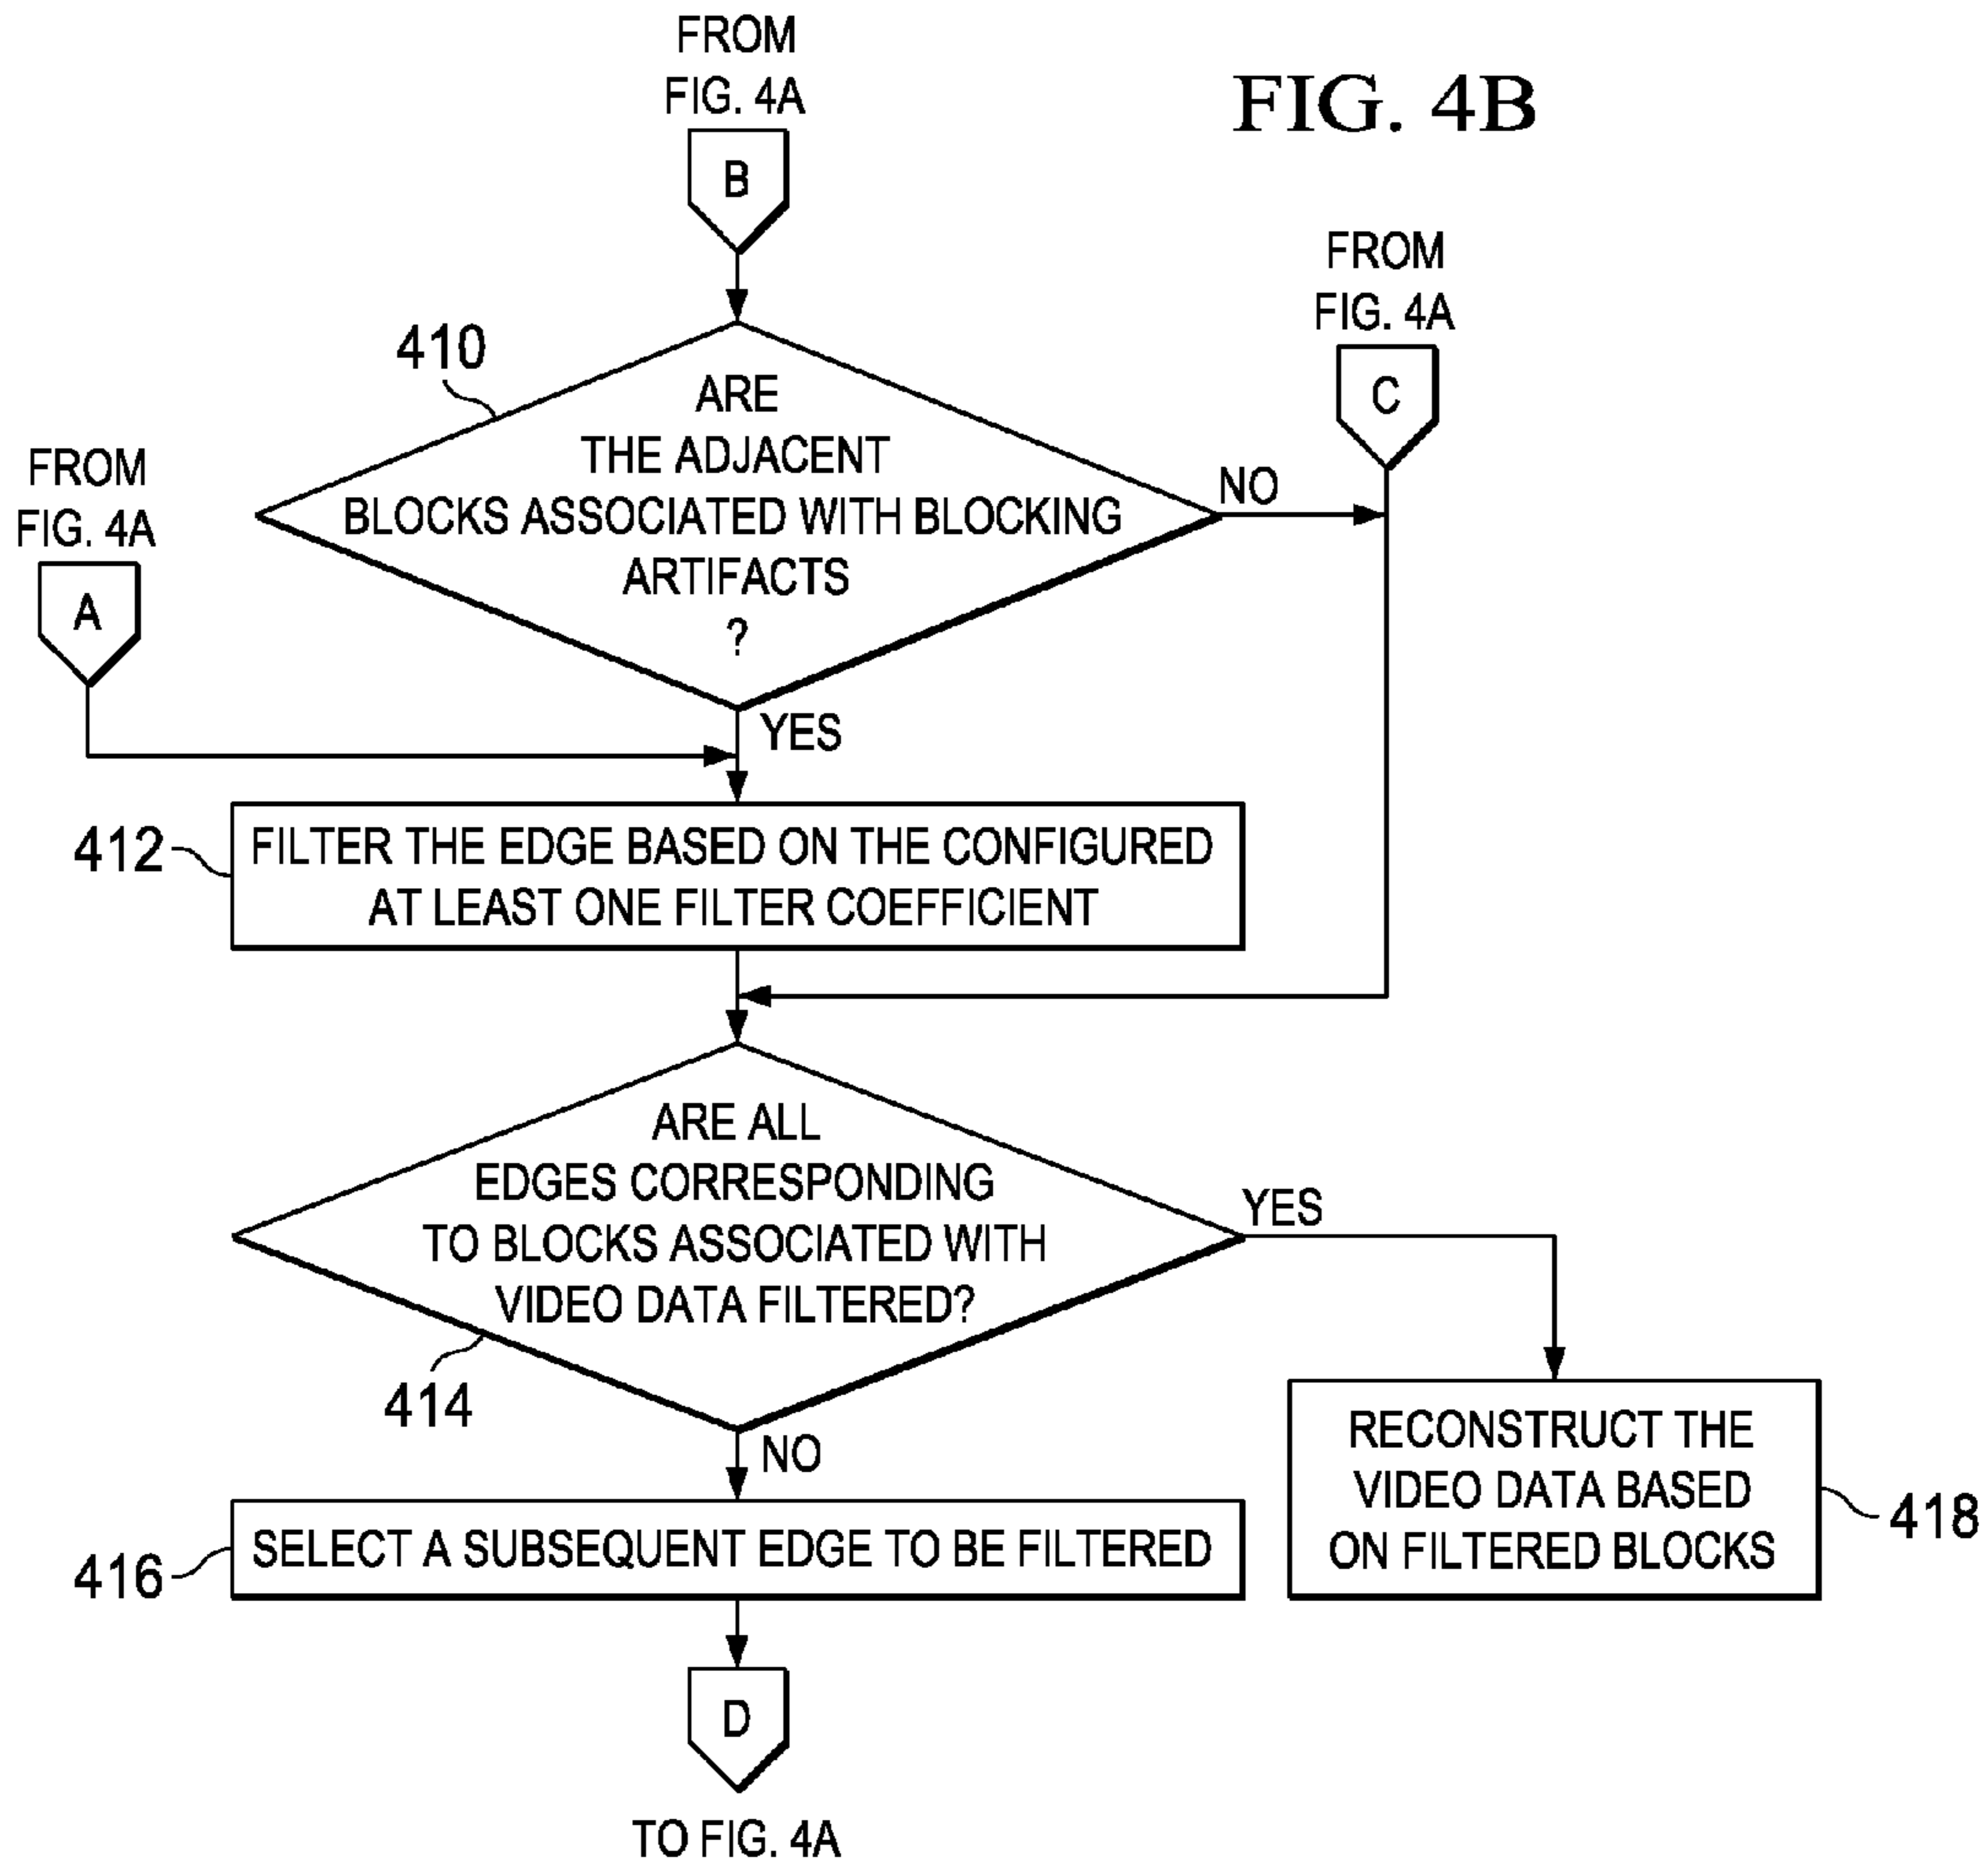 FROM
FIG. 4A
FIG. 4B
B
FROM
FIG. 4A
C
410
ARE
THE ADJACENT
BLOCKS ASSOCIATED WITH BLOCKING
ARTIFACTS
?
NO
FROM
FIG. 4A
A
YES
412
FILTER THE EDGE BASED ON THE CONFIGURED
AT LEAST ONE FILTER COEFFICIENT
ARE ALL
EDGES CORRESPONDING
TO BLOCKS ASSOCIATED WITH
VIDEO DATA FILTERED?
YES
414
NO
RECONSTRUCT THE
VIDEO DATA BASED
ON FILTERED BLOCKS
418
416
SELECT A SUBSEQUENT EDGE TO BE FILTERED
D
TO FIG. 4A